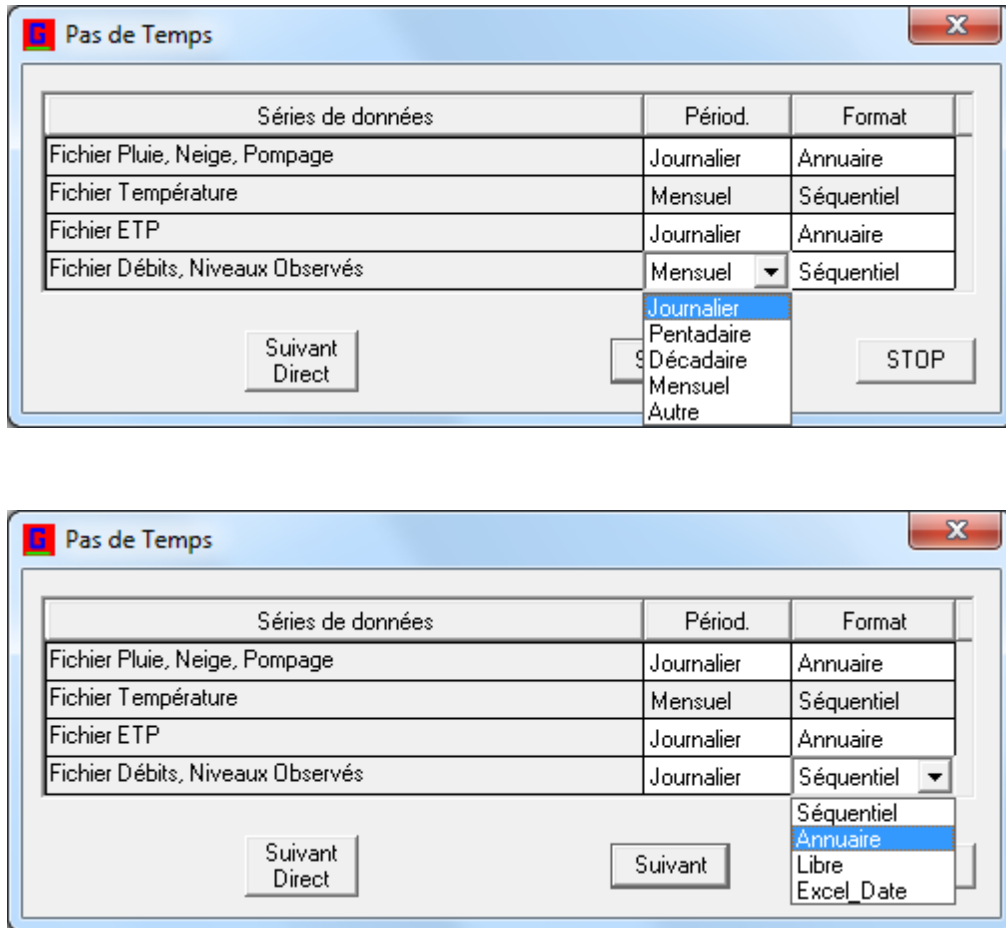 G Pas de Temps
Séries de données Périod. Format
Fichier Pluie, Neige, Pompage Journalier Annuaire
Fichier Température Mensuel Séquentiel
Fichier ETP Journalier Annuaire
Fichier Débits, Niveaux Observés Mensuel Séquentiel
Journalier
Pentadaire
Décadaire
Mensuel
Autre
Suivant
Direct
S
STOP
G Pas de Temps
Séries de données Périod. Format
Fichier Pluie, Neige, Pompage Journalier Annuaire
Fichier Température Mensuel Séquentiel
Fichier ETP Journalier Annuaire
Fichier Débits, Niveaux Observés Journalier Séquentiel
Séquentiel
Annuaire
Libre
Excel_Date
Suivant
Direct
Suivant